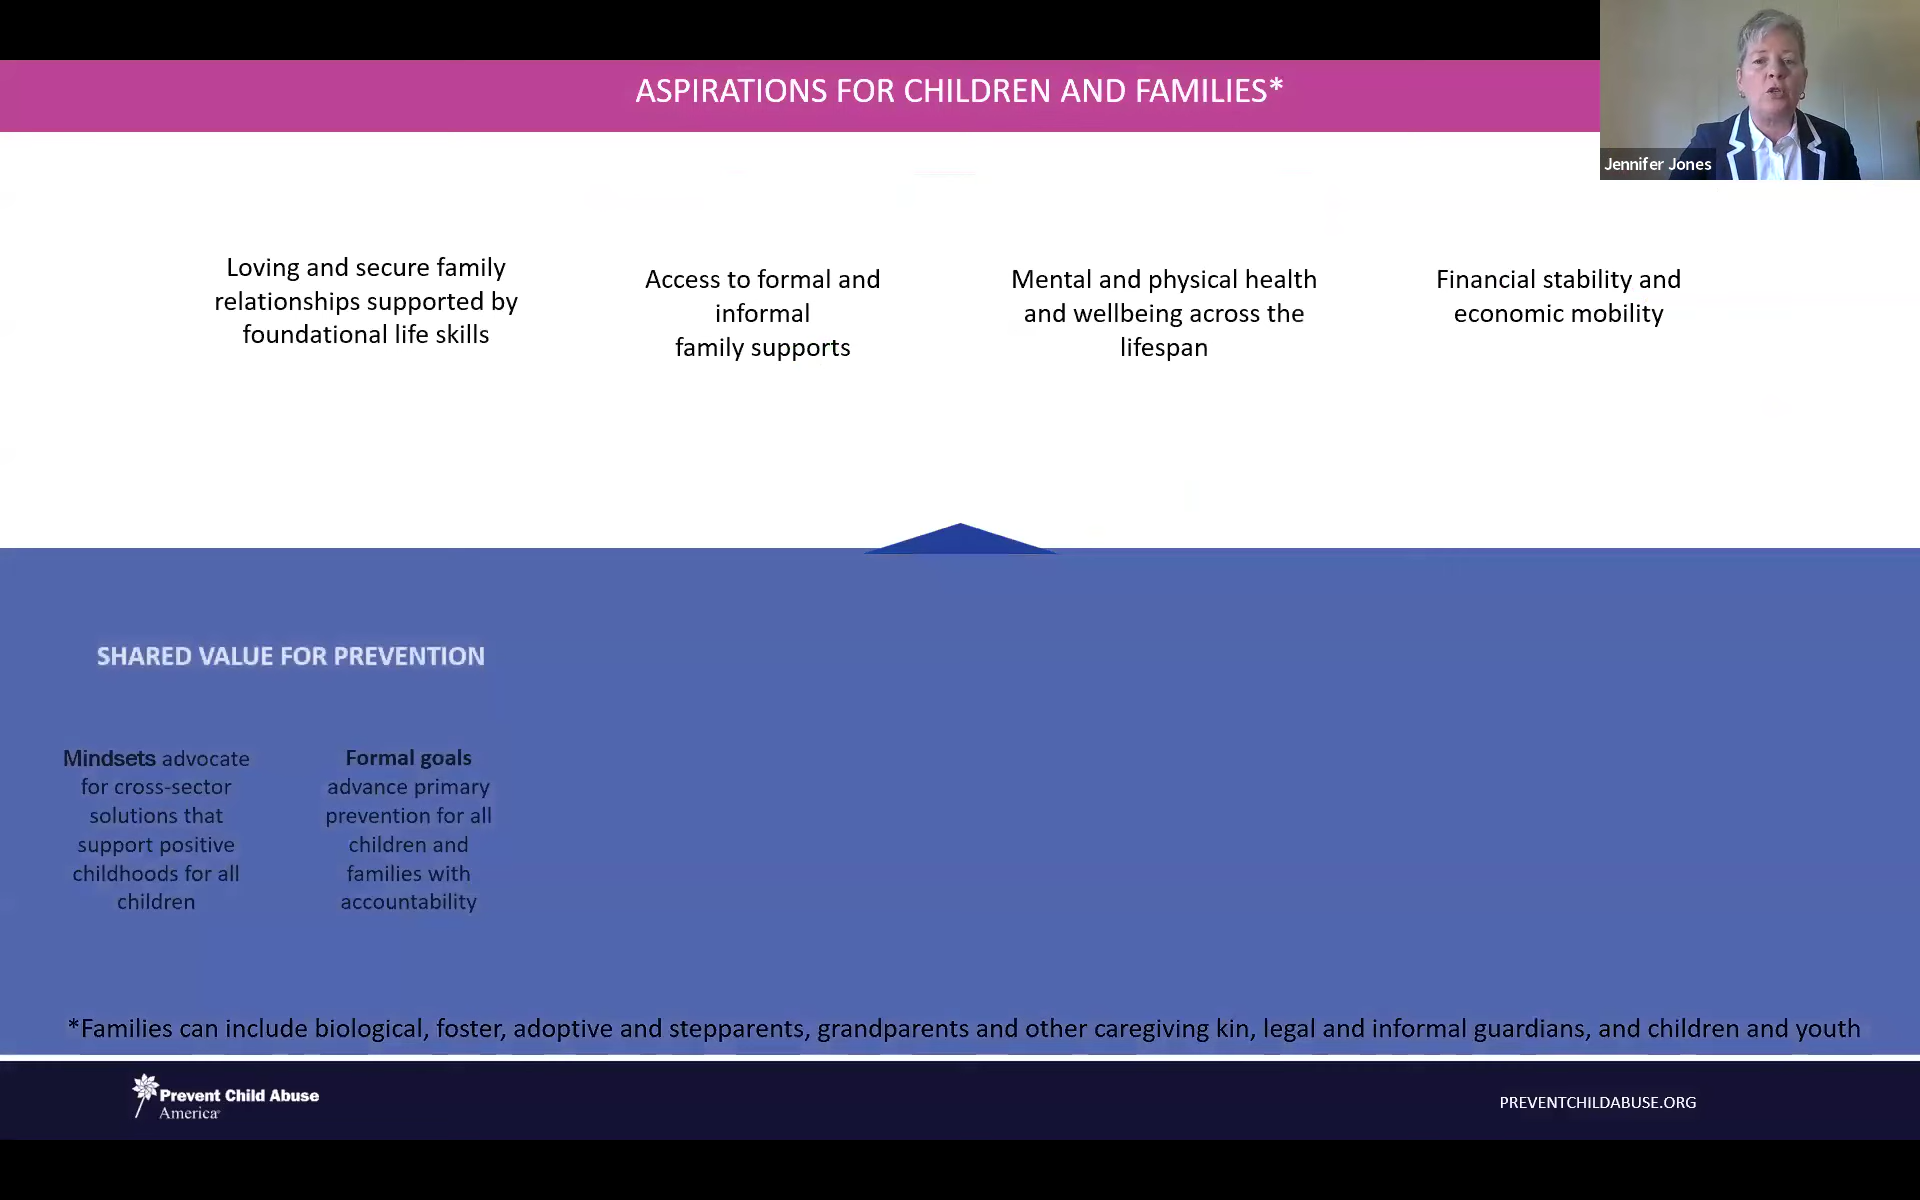 ASPIRATIONS FOR CHILDREN AND FAMILIES*
Jennifer Jones
Loving and secure family
relationships supported by
foundational life skills
Access to formal and
informal
family supports
Mental and physical health
and wellbeing across the
lifespan
Financial stability and
economic mobility
SHARED VALUE FOR PREVENTION
Mindsets advocate
for cross-sector
solutions that
support positive
childhoods for all
children
Formal goals
advance primary
prevention for all
children and
families with
accountability
*Families can include biological, foster, adoptive and stepparents, grandparents and other caregiving kin, legal and informal guardians, and children and youth
Prevent Child Abuse
America
PREVENTCHILDABUSE.ORG